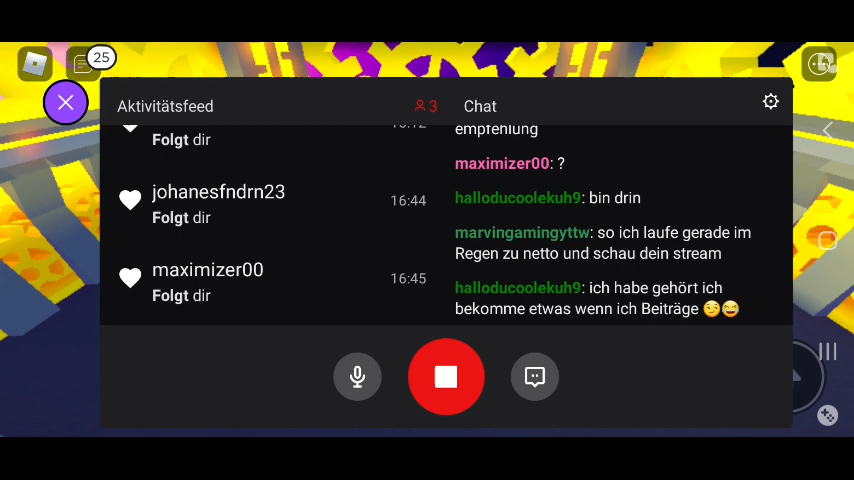 25
Aktivitätsfeed
3
Chat
Folgt dir
johanesfndrn23
16:44
Folgt dir
maximizer00
16:45
Folgt dir
empfehlung
maximizer00: ?
halloducoolekuh9: bin drin
marvingamingyttw: so ich laufe gerade im
Regen zu netto und schau dein stream
halloducoolekuh9: ich habe gehört ich
bekomme etwas wenn ich Beiträge 😏😂